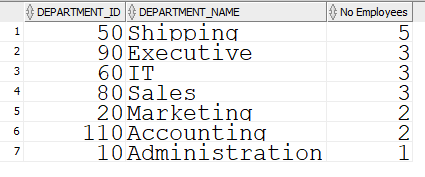 DEPARTMENT_ID DEPARTMENT_NAME No Employees
1 50 Shipping 5
2 90 Executive 3
3 60 IT 3
4 80 Sales 3
5 20 Marketing 2
6 110 Accounting 2
7 10 Administration 1